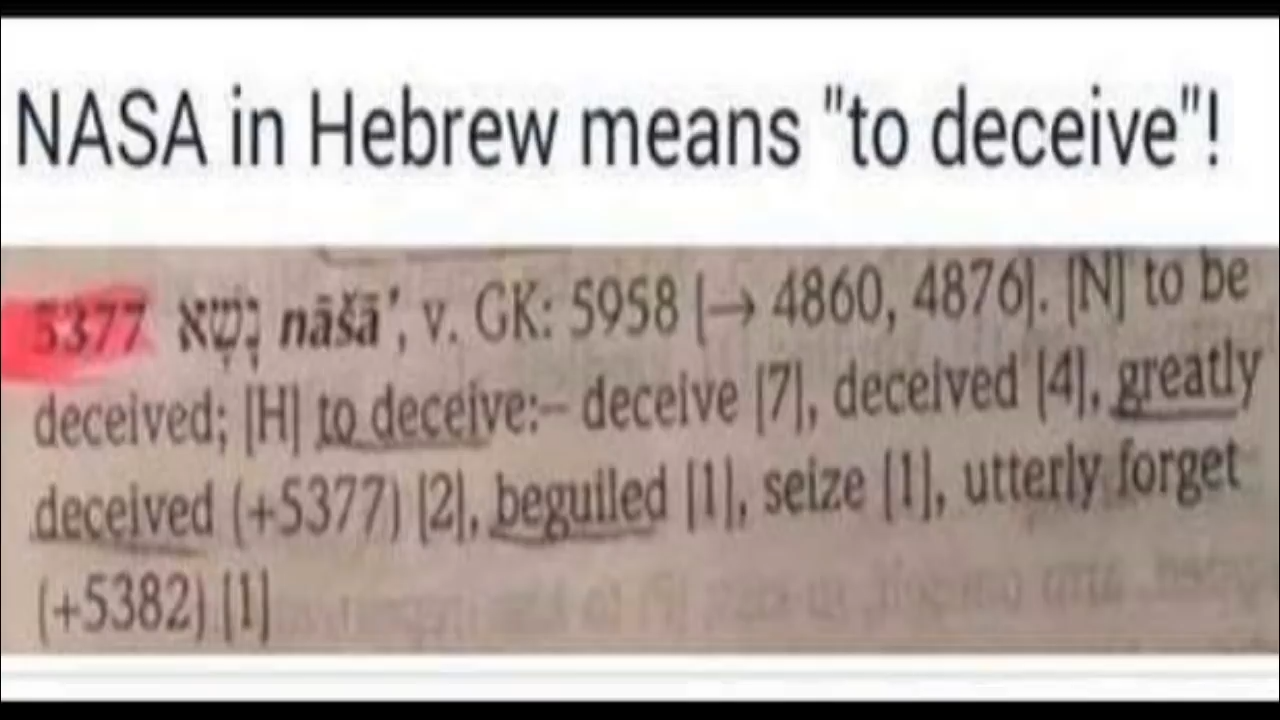 NASA in Hebrew means "to deceive"!
5377 נָשָׁא nāšā', v. GK: 5958 [→ 4860, 4876]. [N] to be
deceived; [H] to deceive:– deceive [7], deceived [4], greatly
deceived (+5377) [2], beguiled [1], seize [1], utterly forget
(+5382) [1]